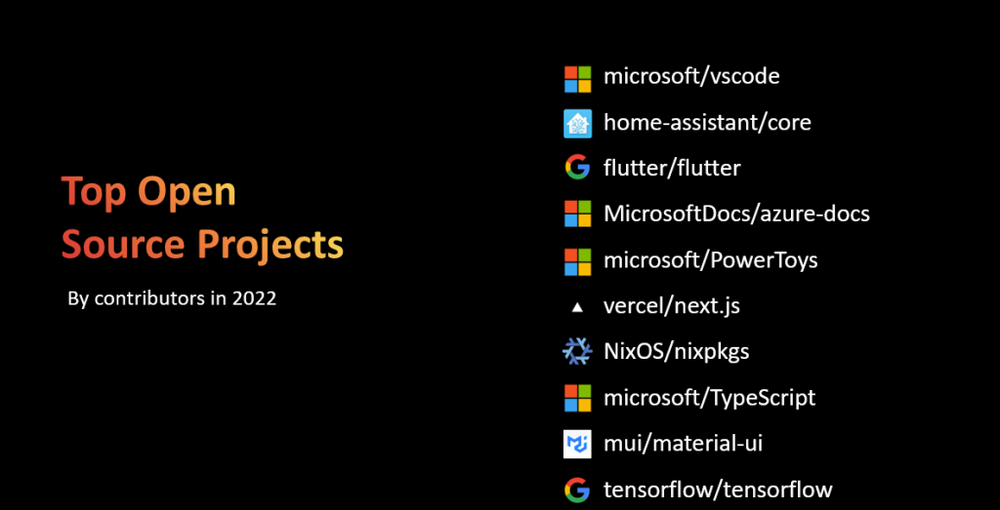 Top Open
Source Projects
By contributors in 2022
microsoft/vscode
home-assistant/core
flutter/flutter
MicrosoftDocs/azure-docs
microsoft/PowerToys
vercel/next.js
NixOS/nixpkgs
microsoft/TypeScript
mui/material-ui
tensorflow/tensorflow